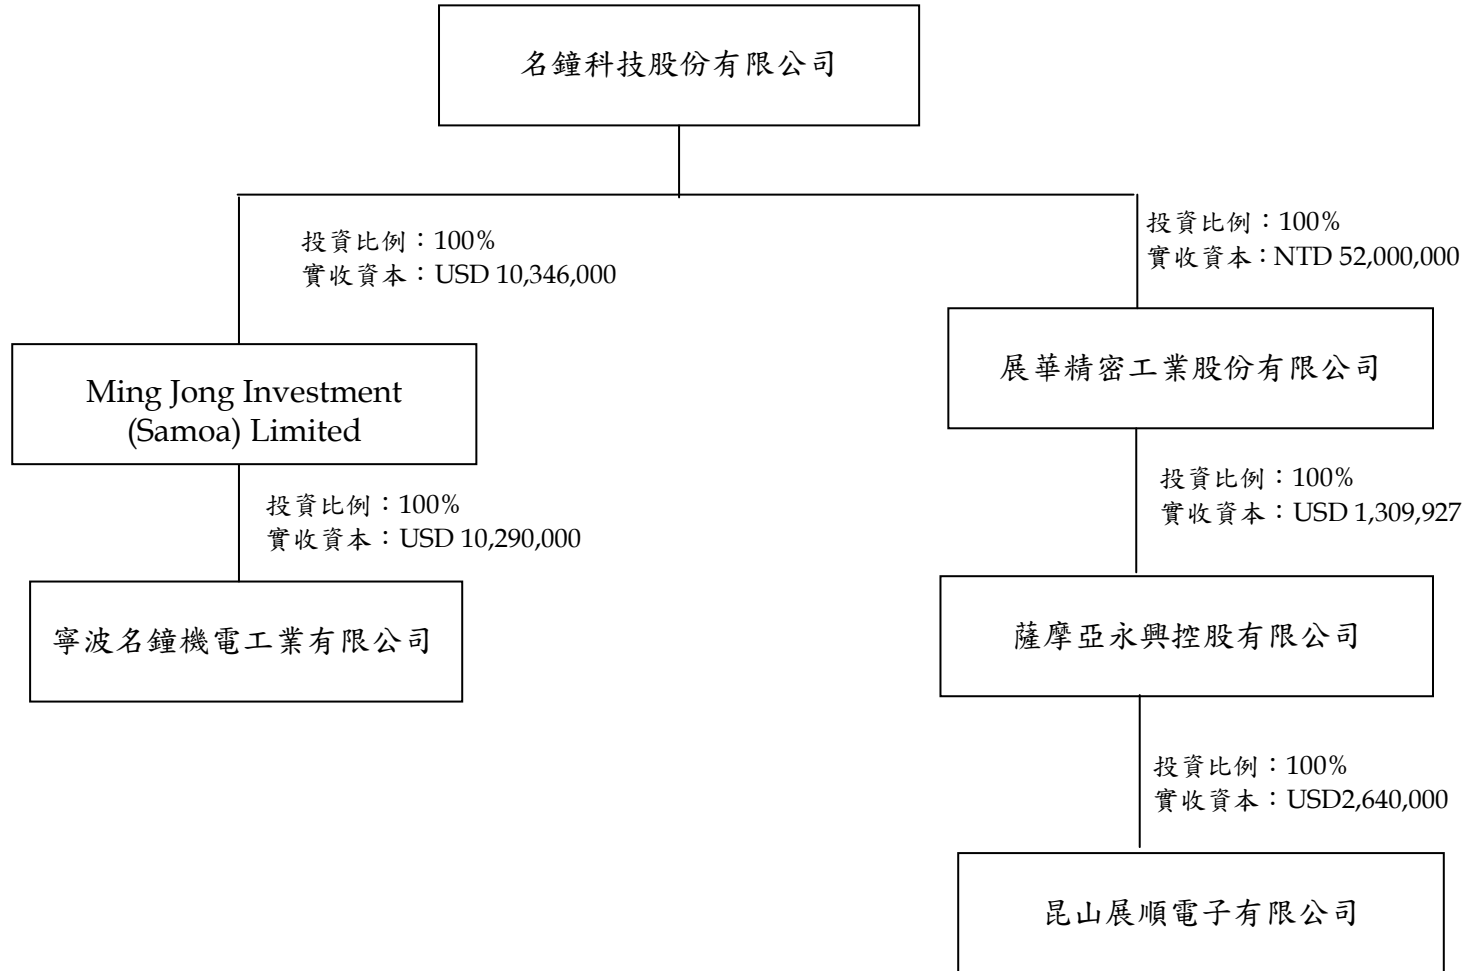 名鐘科技股份有限公司
投資比例：100%
實收資本：USD 10,346,000
投資比例：100%
實收資本：NTD 52,000,000
Ming Jong Investment
(Samoa) Limited
展華精密工業股份有限公司
投資比例：100%
實收資本：USD 10,290,000
投資比例：100%
實收資本：USD 1,309,927
寧波名鐘機電工業有限公司
薩摩亞永興控股有限公司
投資比例：100%
實收資本：USD2,640,000
昆山展順電子有限公司